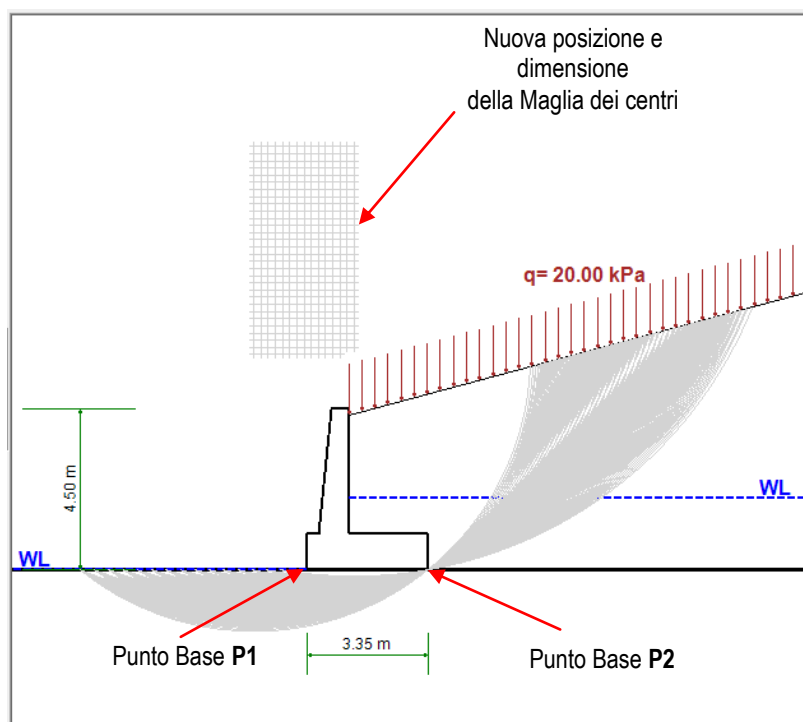 Nuova posizione e
dimensione
della Maglia dei centri
q= 20.00 kPa
4.50 m
WL
WL
Punto Base P1
3.35 m
Punto Base P2